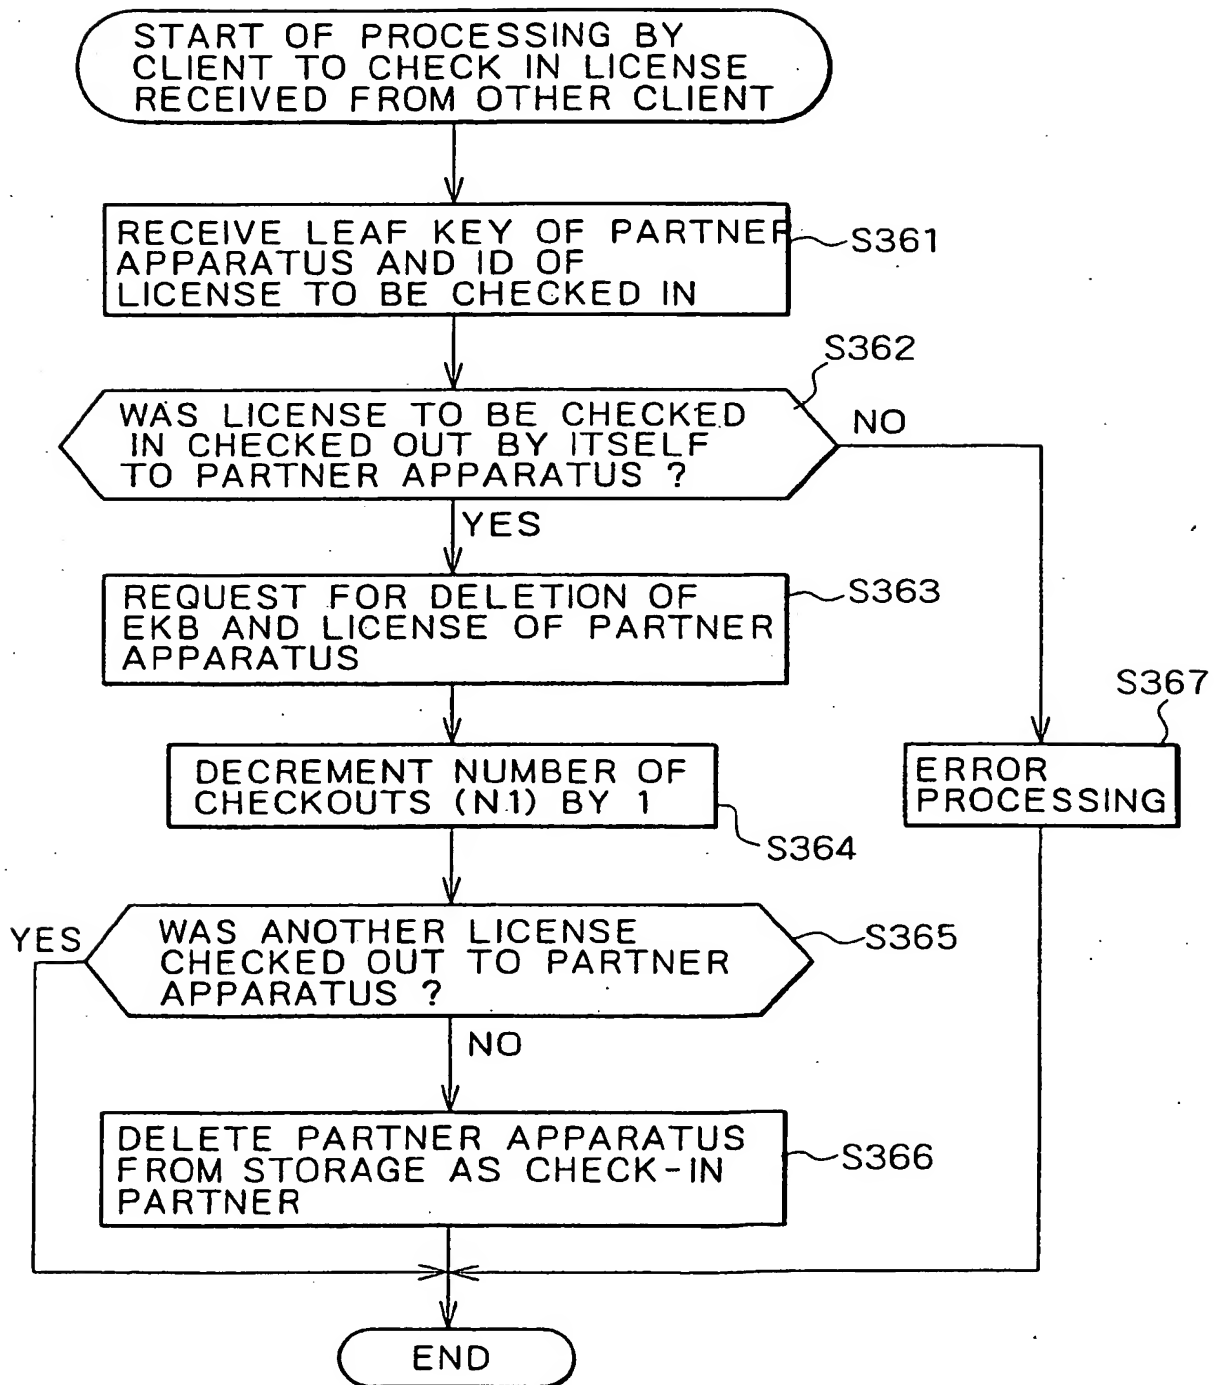 START OF PROCESSING BY
CLIENT TO CHECK IN LICENSE
RECEIVED FROM OTHER CLIENT
RECEIVE LEAF KEY OF PARTNER
APPARATUS AND ID OF
LICENSE TO BE CHECKED IN
S361
S362
WAS LICENSE TO BE CHECKED
IN CHECKED OUT BY ITSELF
TO PARTNER APPARATUS ?
NO
YES
REQUEST FOR DELETION OF
EKB AND LICENSE OF PARTNER
APPARATUS
S363
S367
DECREMENT NUMBER OF
CHECKOUTS (N1) BY 1
S364
ERROR
PROCESSING
YES
WAS ANOTHER LICENSE
CHECKED OUT TO PARTNER
APPARATUS ?
S365
NO
DELETE PARTNER APPARATUS
FROM STORAGE AS CHECK-IN
PARTNER
S366
END